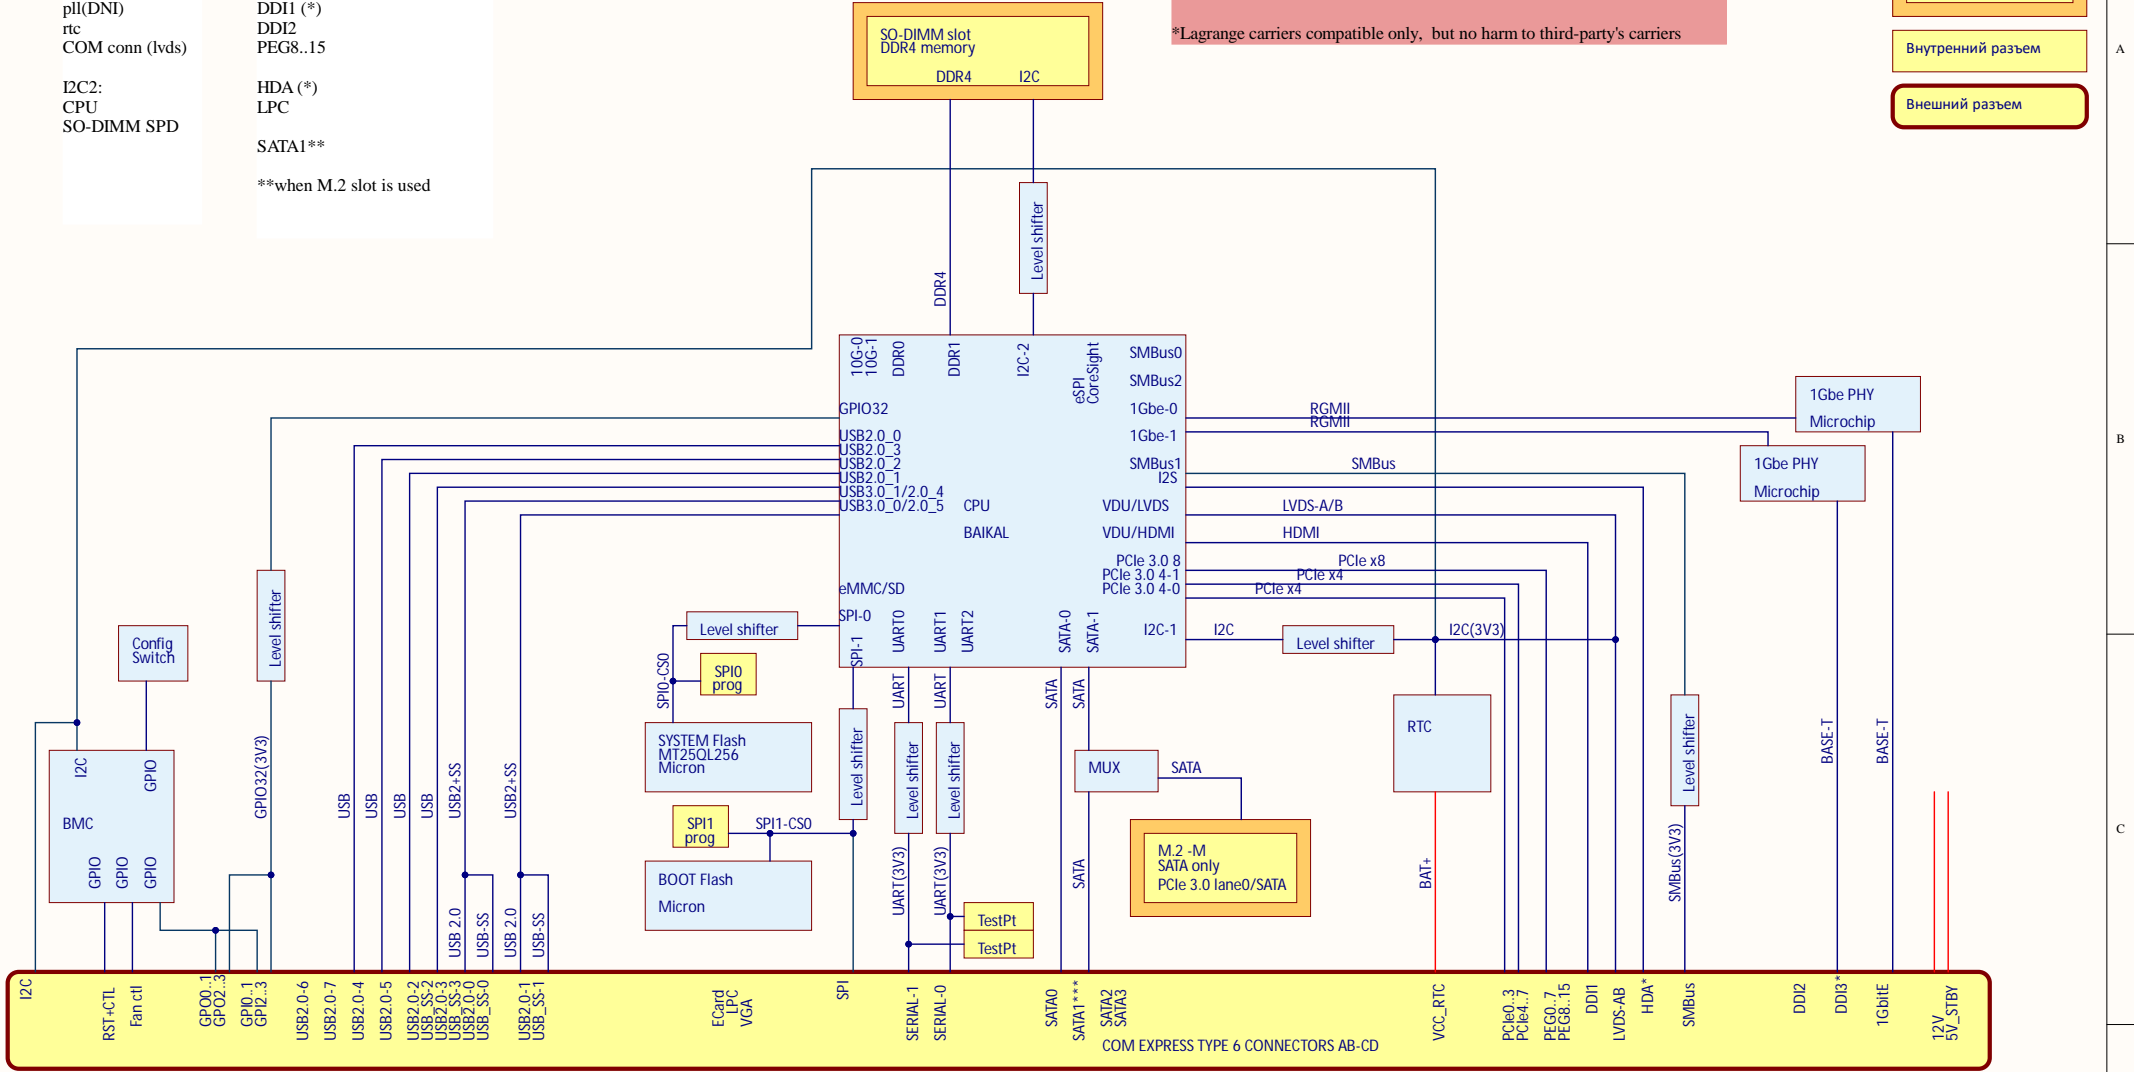 pll(DNI)
rtc
COM conn (lvds)
I2C2:
CPU
SO-DIMM SPD
DDI1 (*)
DDI2
PEG8..15
HDA (*)
LPC
SATA1**
**when M.2 slot is used
SO-DIMM slot
DDR4 memory
DDR4
I2C
*Lagrange carriers compatible only,  but no harm to third-party's carriers
Внутренний разъем
Внешний разъем
A
B
C
Level shifter
DDR4
10G-0
10G-1
DDR0
DDR1
I2C-2
eSPI
CoreSight
SMBus0
SMBus2
1Gbe-0
1Gbe-1
SMBus1
I2S
VDU/LVDS
VDU/HDMI
PCIe 3.0 8
PCIe 3.0 4-1
PCIe 3.0 4-0
I2C-1
GPIO32
USB2.0_0
USB2.0_3
USB2.0_2
USB2.0_1
USB3.0_1/2.0_4
USB3.0_0/2.0_5
CPU
BAIKAL
eMMC/SD
SPI-0
SPI-1
UART0
UART1
UART2
SATA-0
SATA-1
RGMII
RGMII
SMBus
LVDS-A/B
HDMI
PCIe x8
PCIe x4
PCIe x4
I2C
Level shifter
I2C(3V3)
1Gbe PHY
Microchip
1Gbe PHY
Microchip
Config
Switch
Level shifter
GPIO32(3V3)
I2C
GPIO
BMC
GPIO
GPIO
GPIO
USB
USB
USB
USB
USB2+SS
USB2+SS
USB 2.0
USB-SS
USB 2.0
USB-SS
Level shifter
SPI0-CS0
SPI0
prog
SYSTEM Flash
MT25QL256
Micron
SPI1
prog
SPI1-CS0
BOOT Flash
Micron
Level shifter
UART
UART
Level shifter
Level shifter
UART(3V3)
UART(3V3)
TestPt
TestPt
SATA
SATA
MUX
SATA
SATA
M.2 -M
SATA only
PCIe 3.0 lane0/SATA
RTC
BAT+
Level shifter
SMBus(3V3)
BASE-T
BASE-T
I2C
RST+CTL
Fan ctl
GPO0..1
GPO2..3
GPI0..1
GPI2..3
USB2.0-6
USB2.0-7
USB2.0-4
USB2.0-5
USB2.0-2
USB_SS-2
USB2.0-3
USB_SS-3
USB2.0-0
USB_SS-0
USB2.0-1
USB_SS-1
ECard
LPC
VGA
SPI
SERIAL-1
SERIAL-0
SATA0
SATA1***
SATA2
SATA3
VCC_RTC
PCIe0..3
PCIe4..7
PEG0..7
PEG8..15
DDI1
LVDS-AB
HDA*
SMBus
DDI2
DDI3*
1GbitE
12V
5V_STBY
COM EXPRESS TYPE 6 CONNECTORS AB-CD